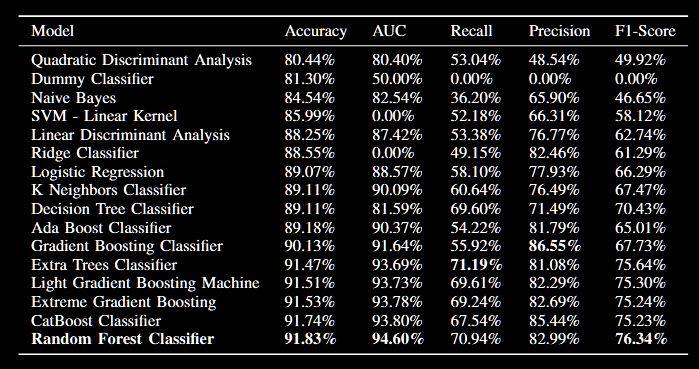 Model Accuracy AUC Recall Precision F1-Score
Quadratic Discriminant Analysis 80.44% 80.40% 53.04% 48.54% 49.92%
Dummy Classifier 81.30% 50.00% 0.00% 0.00% 0.00%
Naive Bayes 84.54% 82.54% 36.20% 65.90% 46.65%
SVM - Linear Kernel 85.99% 0.00% 52.18% 66.31% 58.12%
Linear Discriminant Analysis 88.25% 87.42% 53.38% 76.77% 62.74%
Ridge Classifier 88.55% 0.00% 49.15% 82.46% 61.29%
Logistic Regression 89.07% 88.57% 58.10% 77.93% 66.29%
K Neighbors Classifier 89.11% 90.09% 60.64% 76.49% 67.47%
Decision Tree Classifier 89.11% 81.59% 69.60% 71.49% 70.43%
Ada Boost Classifier 89.18% 90.37% 54.22% 81.79% 65.01%
Gradient Boosting Classifier 90.13% 91.64% 55.92% 86.55% 67.73%
Extra Trees Classifier 91.47% 93.69% 71.19% 81.08% 75.64%
Light Gradient Boosting Machine 91.51% 93.73% 69.61% 82.29% 75.30%
Extreme Gradient Boosting 91.53% 93.78% 69.24% 82.69% 75.24%
CatBoost Classifier 91.74% 93.80% 67.54% 85.44% 75.23%
Random Forest Classifier 91.83% 94.60% 70.94% 82.99% 76.34%